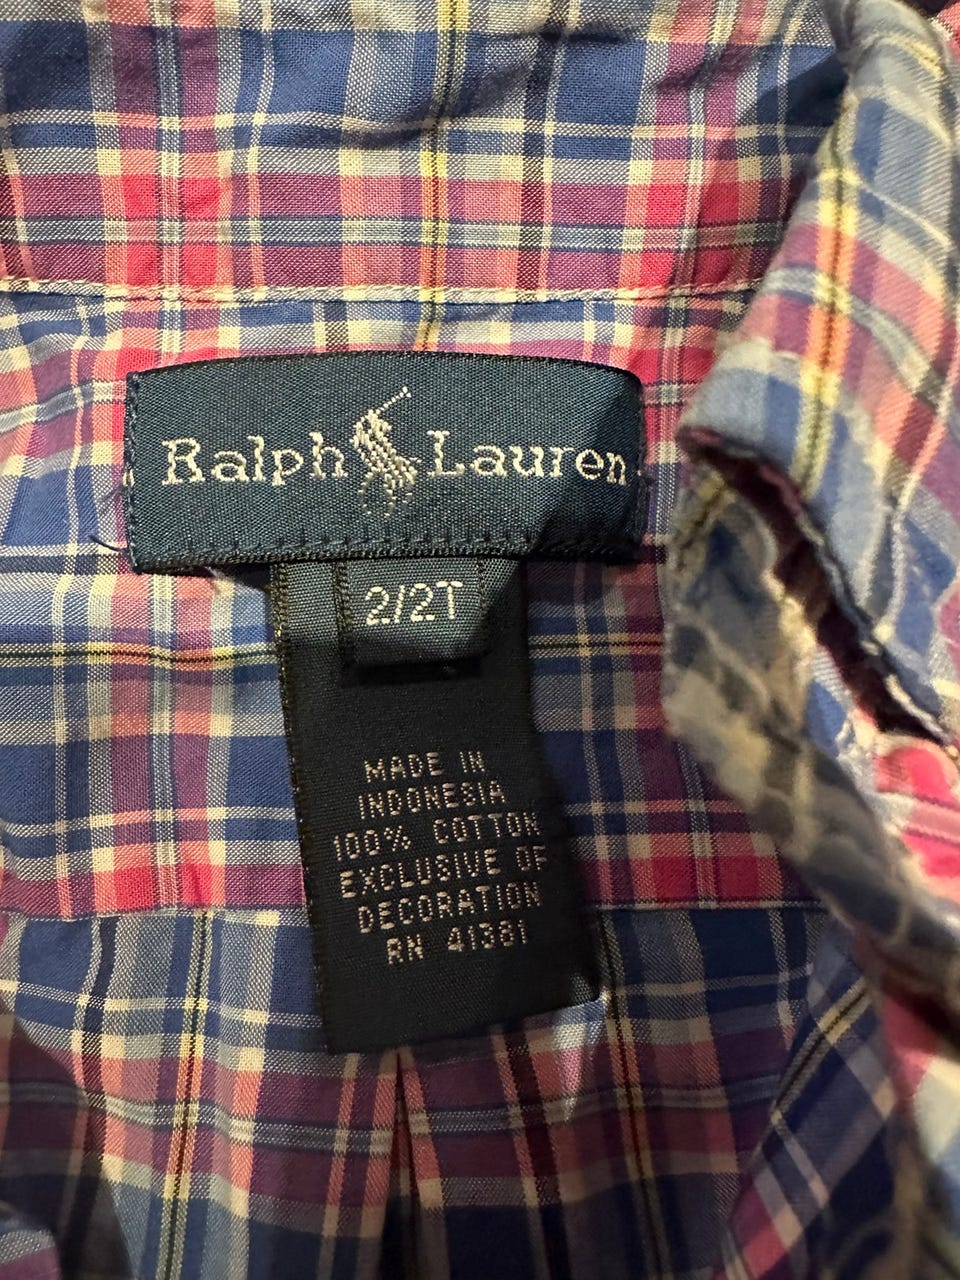 Ralph Lauren
2/2T
MADE IN
INDONESIA
100% COTTON
EXCLUSIVE OF
DECORATION
RN 41381